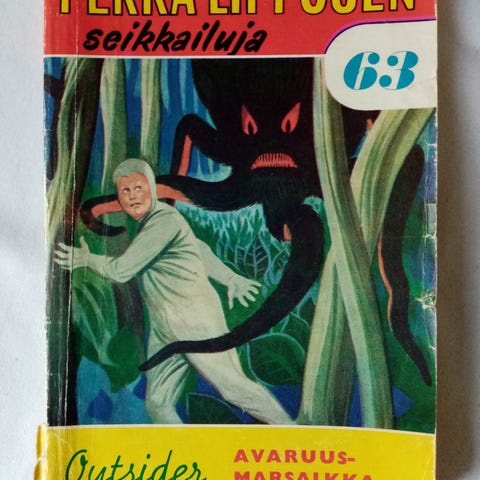 PEKKA LIPPOSEN
seikkailuja
63
Outsider
AVARUUS-
MARSALKKA